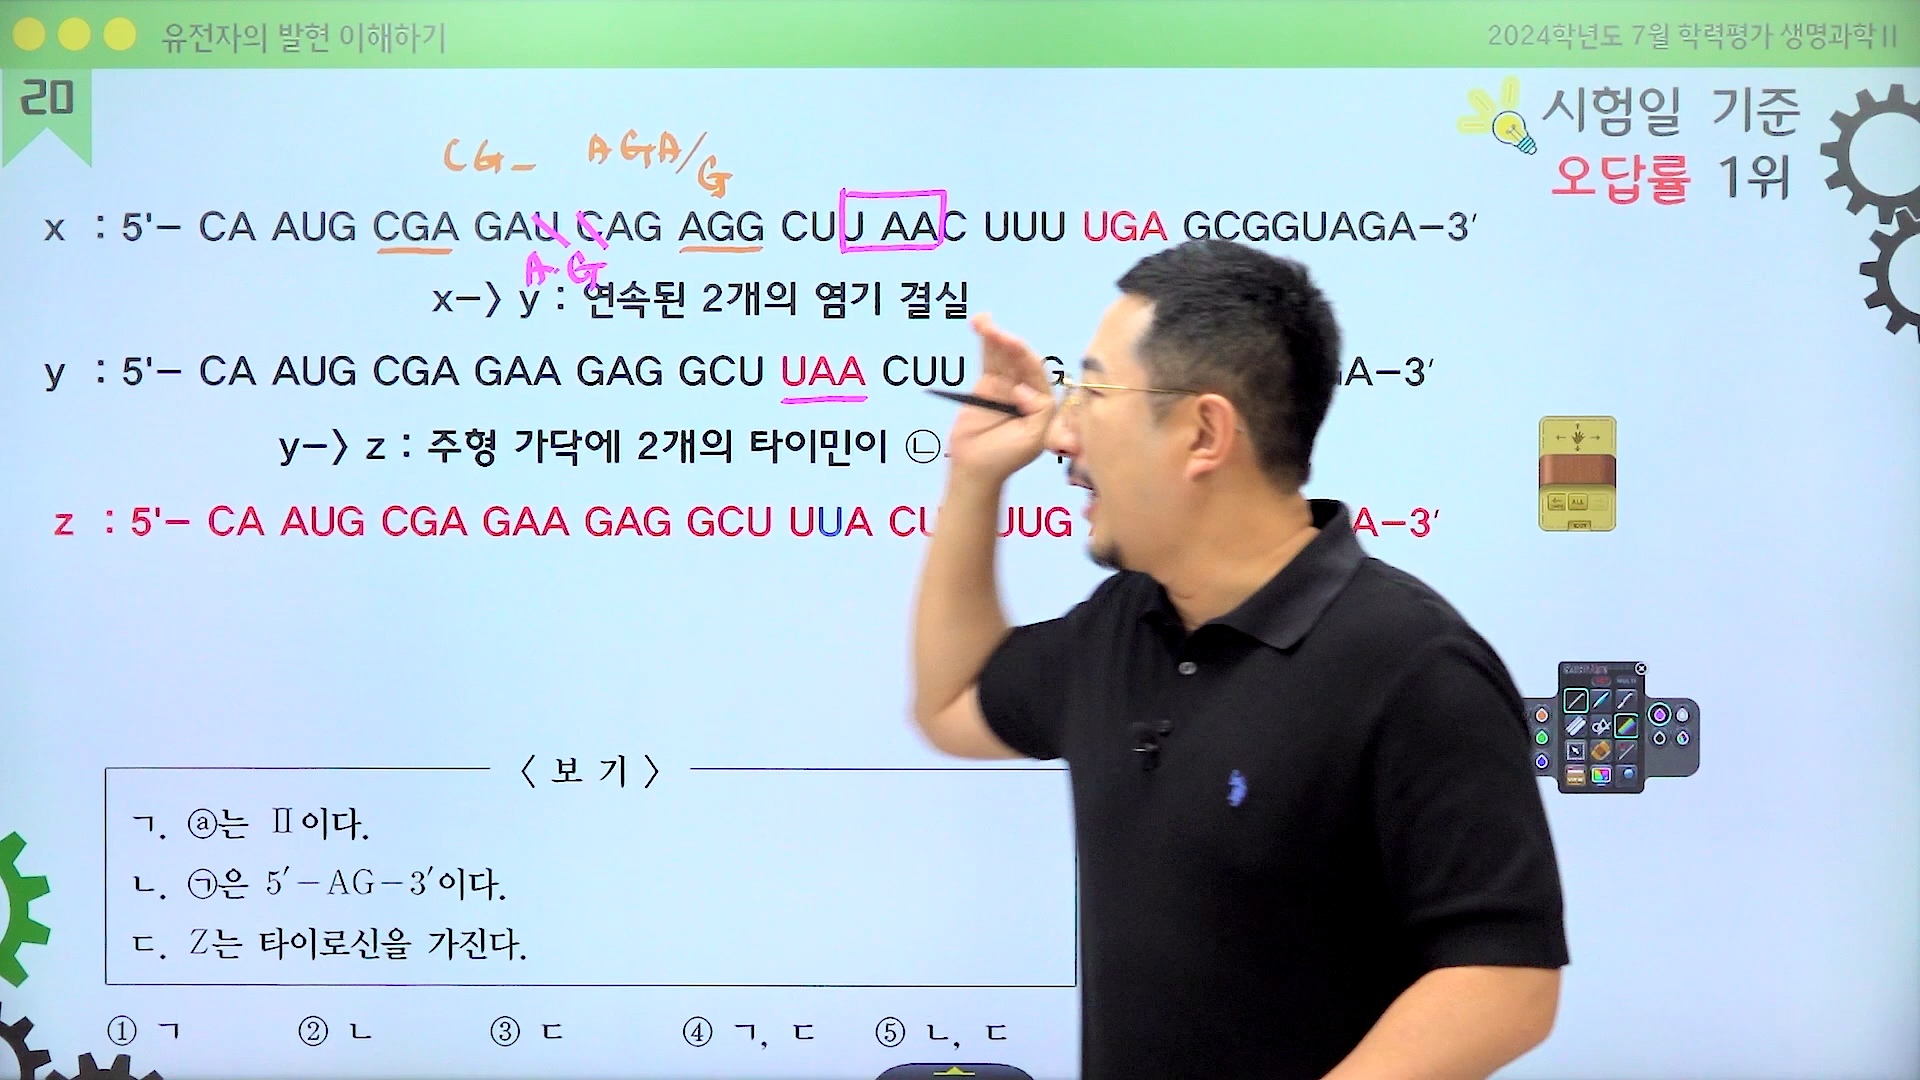 유전자의 발현 이해하기
2024학년도 7월 학력평가 생명과학Ⅱ
20
시험일 기준
오답률 1위
CG_ AGA/G
x : 5'- CA AUG CGA GAU CAG AGG CUU AAC UUU UGA GCGGUAGA-3'
A G
x-> y : 연속된 2개의 염기 결실
y : 5'- CA AUG CGA GAA GAG GCU UAA CUU G GA-3'
y-> z : 주형 가닥에 2개의 타이민이 ㉡
z : 5'- CA AUG CGA GAA GAG GCU UUA CU UUG A-3'
〈 보 기 〉
ㄱ. ⓐ는 Ⅱ이다.
ㄴ. ㉠은 5'-AG-3'이다.
ㄷ. Z는 타이로신을 가진다.
① ㄱ ② ㄴ ③ ㄷ ④ ㄱ, ㄷ ⑤ ㄴ, ㄷ